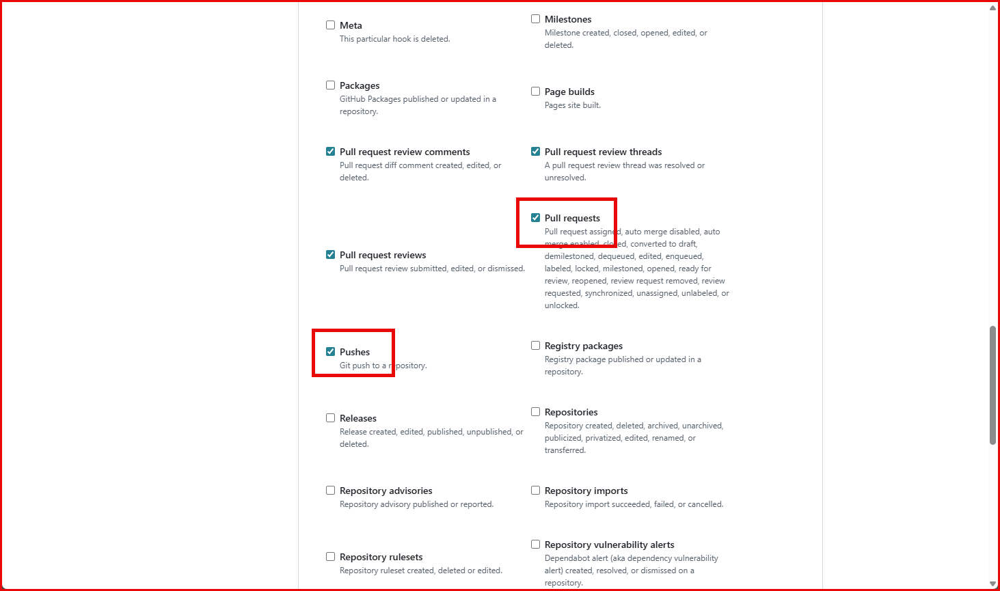 Meta
This particular hook is deleted.
Milestones
Milestone created, closed, opened, edited, or
deleted.
Packages
GitHub Packages published or updated in a
repository.
Page builds
Pages site built.
Pull request review comments
Pull request diff comment created, edited, or
deleted.
Pull request review threads
A pull request review thread was resolved or
unresolved.
Pull request reviews
Pull request review submitted, edited, or dismissed.
Pull requests
Pull request assigned, auto merge disabled, auto
merge enabled, closed, converted to draft,
demilestoned, dequeued, edited, enqueued,
labeled, locked, milestoned, opened, ready for
review, reopened, review request removed, review
requested, synchronized, unassigned, unlabeled, or
unlocked.
Pushes
Git push to a repository.
Registry packages
Registry package published or updated in a
repository.
Releases
Release created, edited, published, unpublished, or
deleted.
Repositories
Repository created, deleted, archived, unarchived,
publicized, privatized, edited, renamed, or
transferred.
Repository advisories
Repository advisory published or reported.
Repository imports
Repository import succeeded, failed, or cancelled.
Repository rulesets
Repository ruleset created, deleted or edited.
Repository vulnerability alerts
Dependabot alert (aka dependency vulnerability
alert) created, resolved, or dismissed on a
repository.